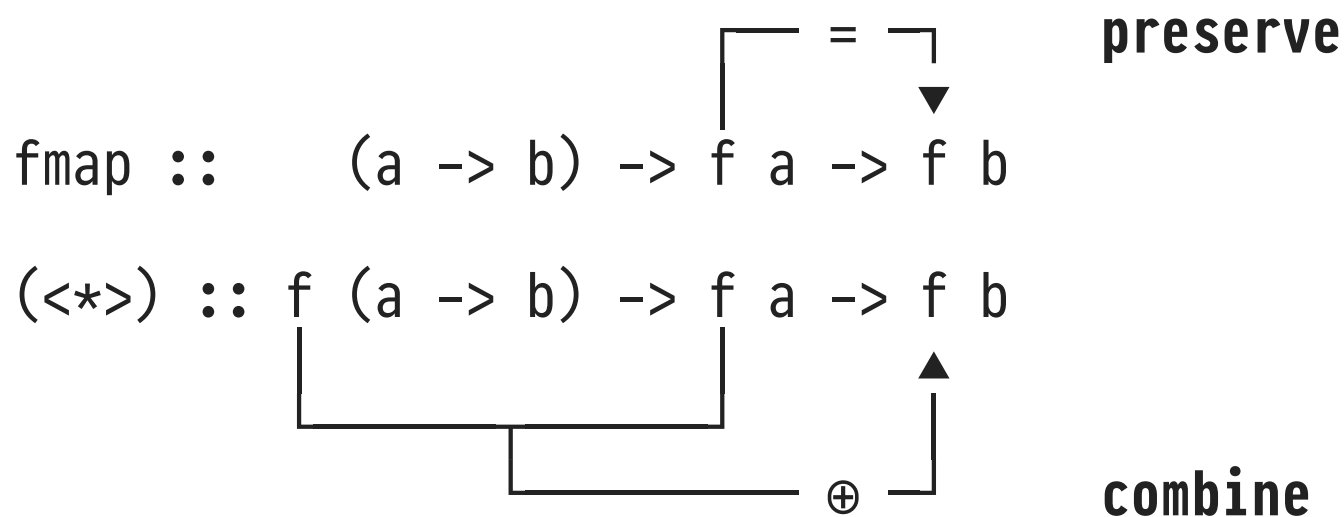 = preserve
fmap :: (a -> b) -> f a -> f b
(<*>) :: f (a -> b) -> f a -> f b
⊕ combine